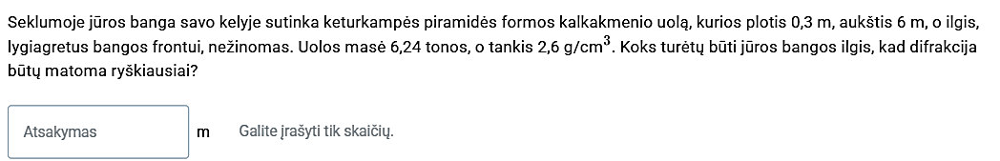 Seklumoje jūros banga savo kelyje sutinka keturkampės piramidės formos kalkakmenio uolą, kurios plotis 0,3 m, aukštis 6 m, o ilgis,
lygiagretus bangos frontui, nežinomas. Uolos masė 6,24 tonos, o tankis 2,6 g/cm³. Koks turėtų būti jūros bangos ilgis, kad difrakcija
būtų matoma ryškiausiai?
Atsakymas m Galite įrašyti tik skaičių.